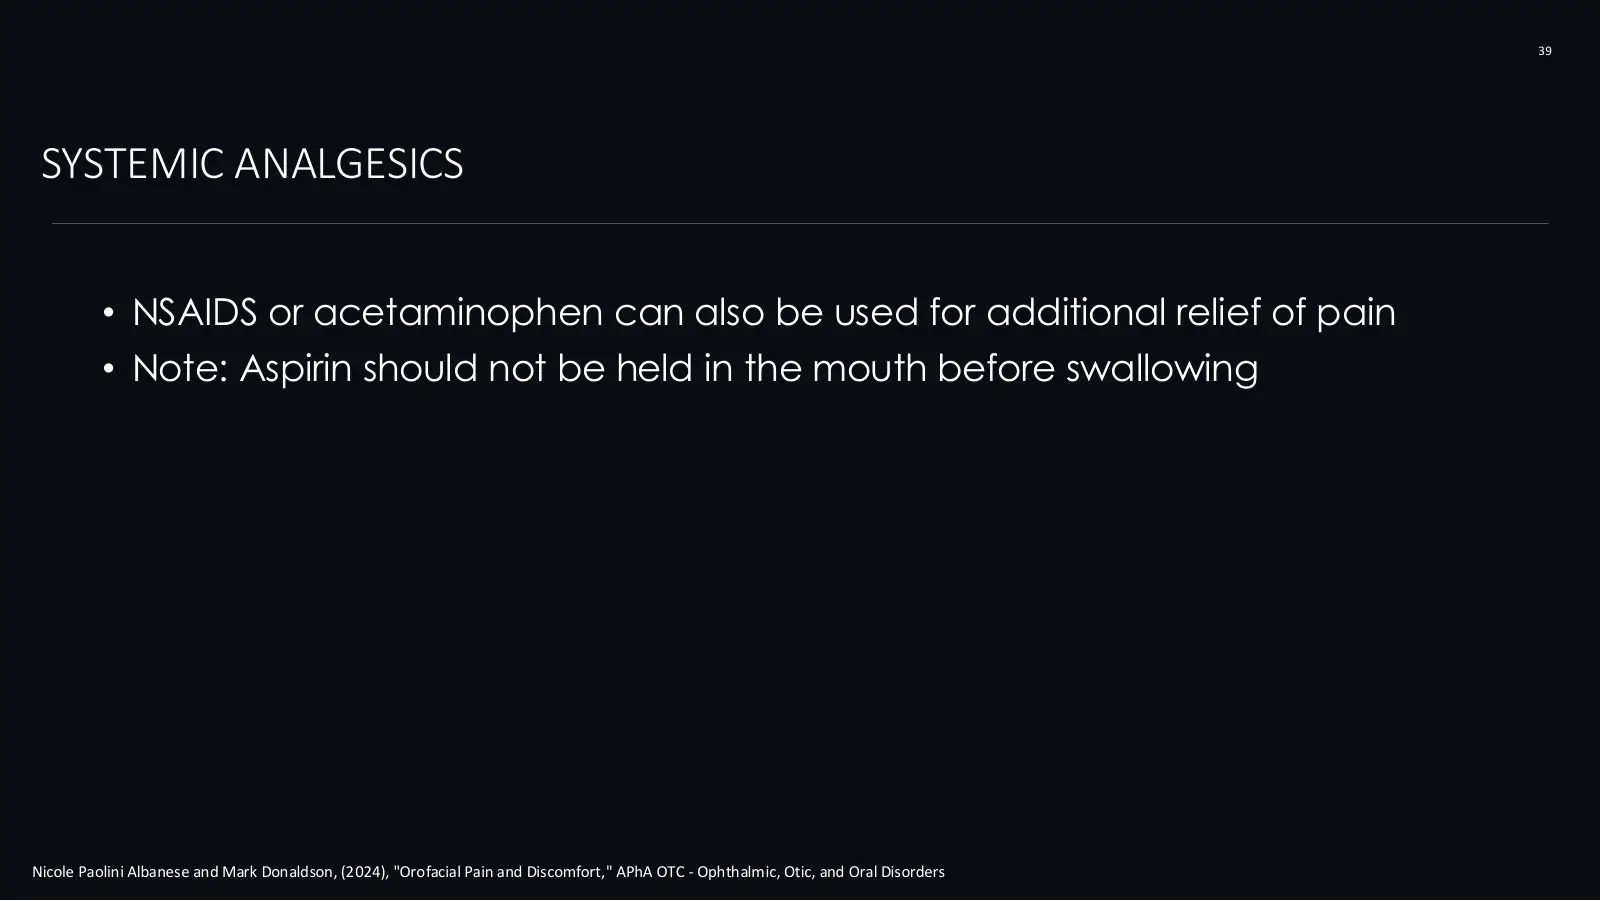 39
SYSTEMIC ANALGESICS
• NSAIDS or acetaminophen can also be used for additional relief of pain
• Note: Aspirin should not be held in the mouth before swallowing
Nicole Paolini Albanese and Mark Donaldson, (2024), "Orofacial Pain and Discomfort," APhA OTC - Ophthalmic, Otic, and Oral Disorders